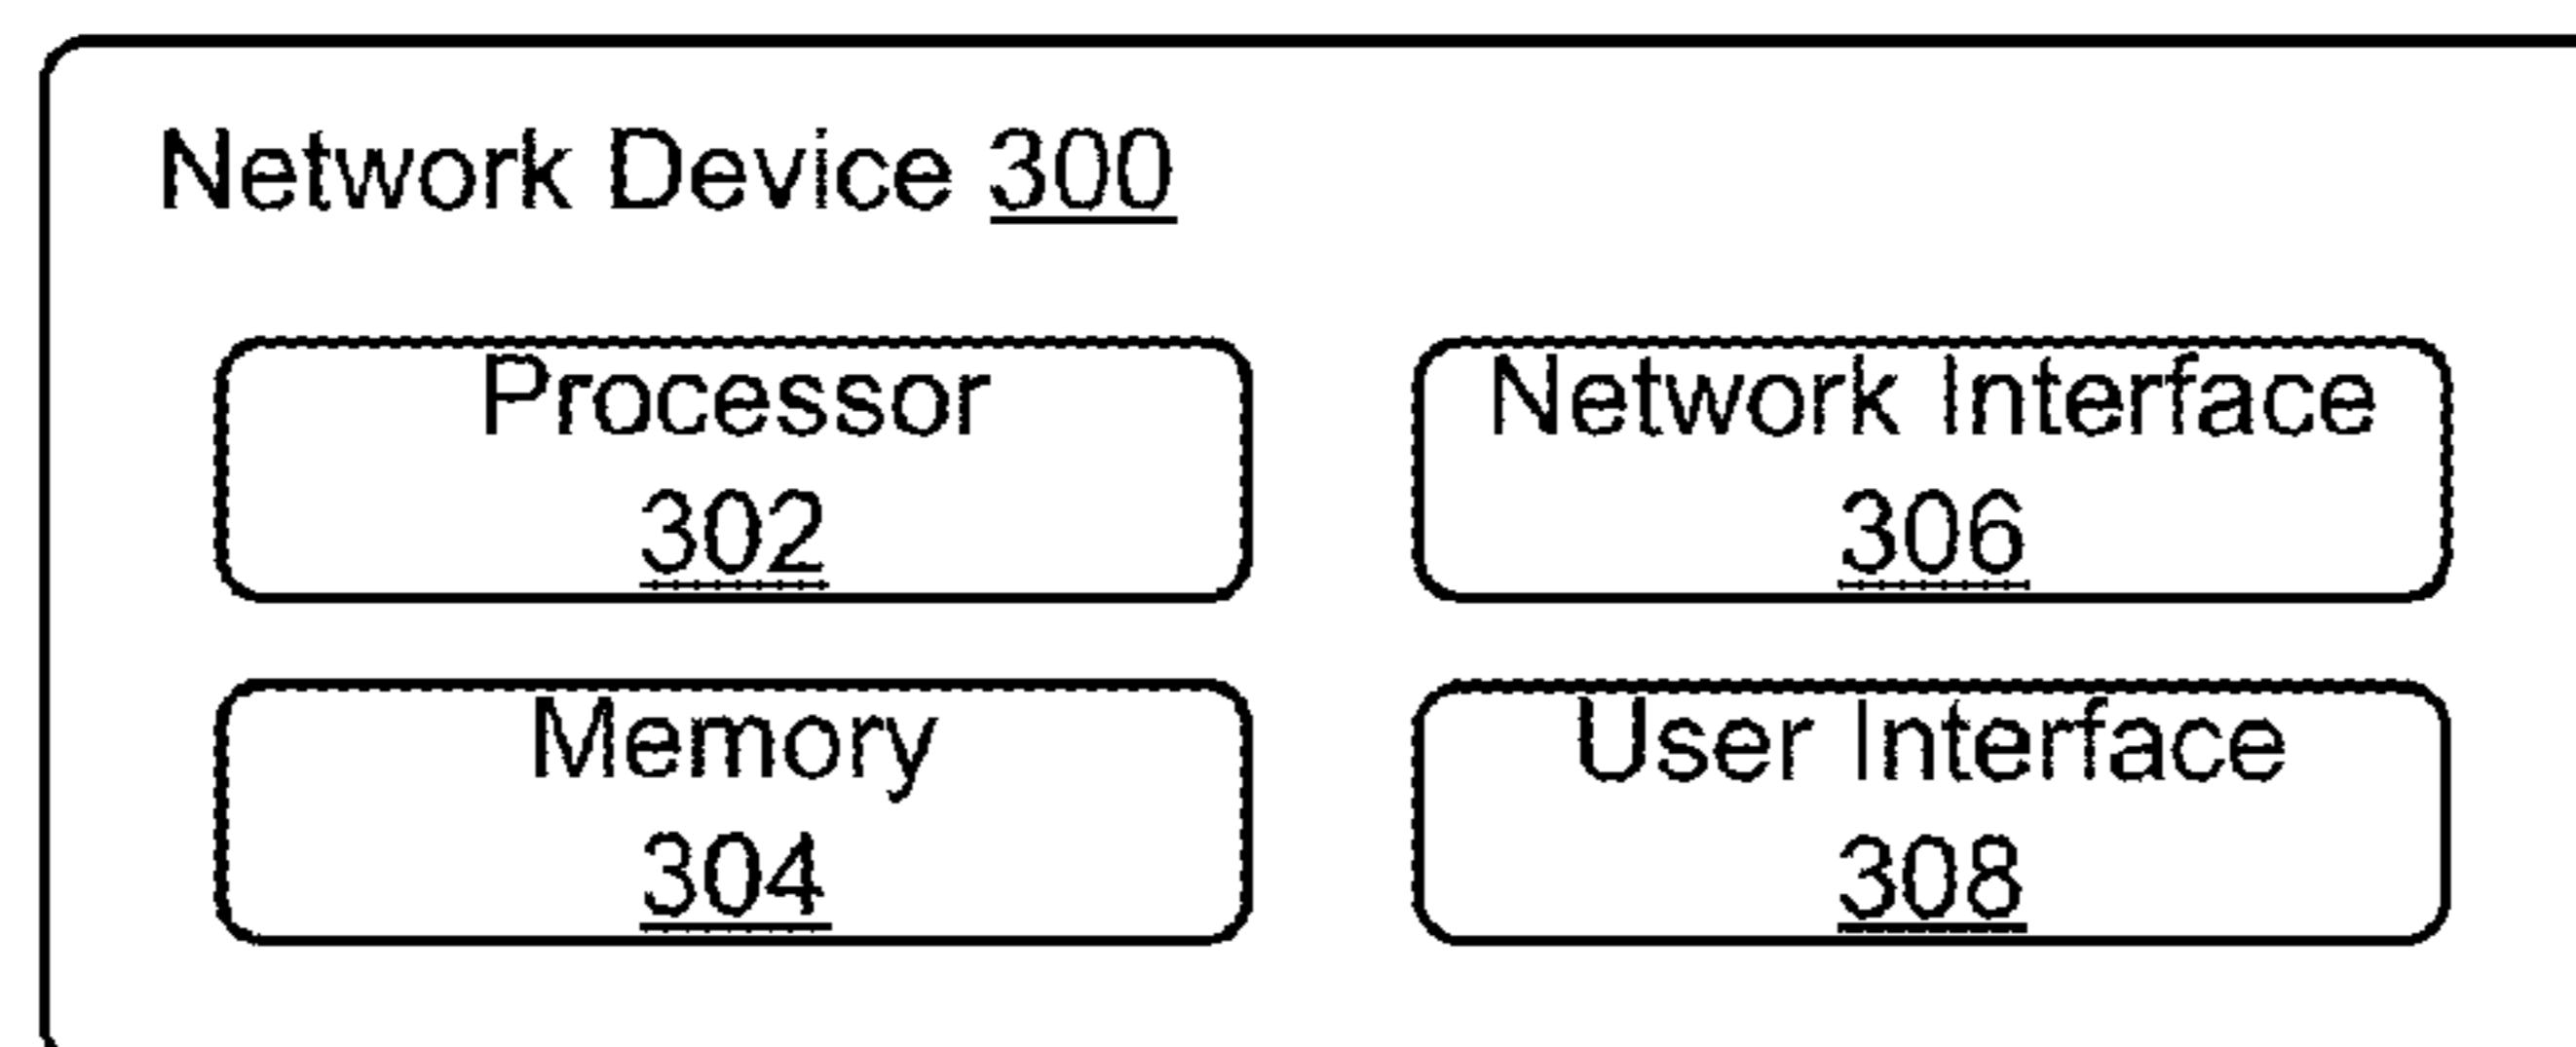 Network Device 300
Processor
302
Network Interface
306
Memory
304
User Interface
308